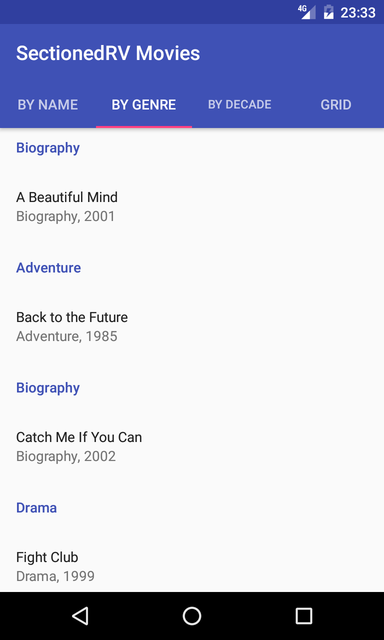 4G 23:33
SectionedRV Movies
BY NAME BY GENRE BY DECADE GRID
Biography
A Beautiful Mind
Biography, 2001
Adventure
Back to the Future
Adventure, 1985
Biography
Catch Me If You Can
Biography, 2002
Drama
Fight Club
Drama, 1999